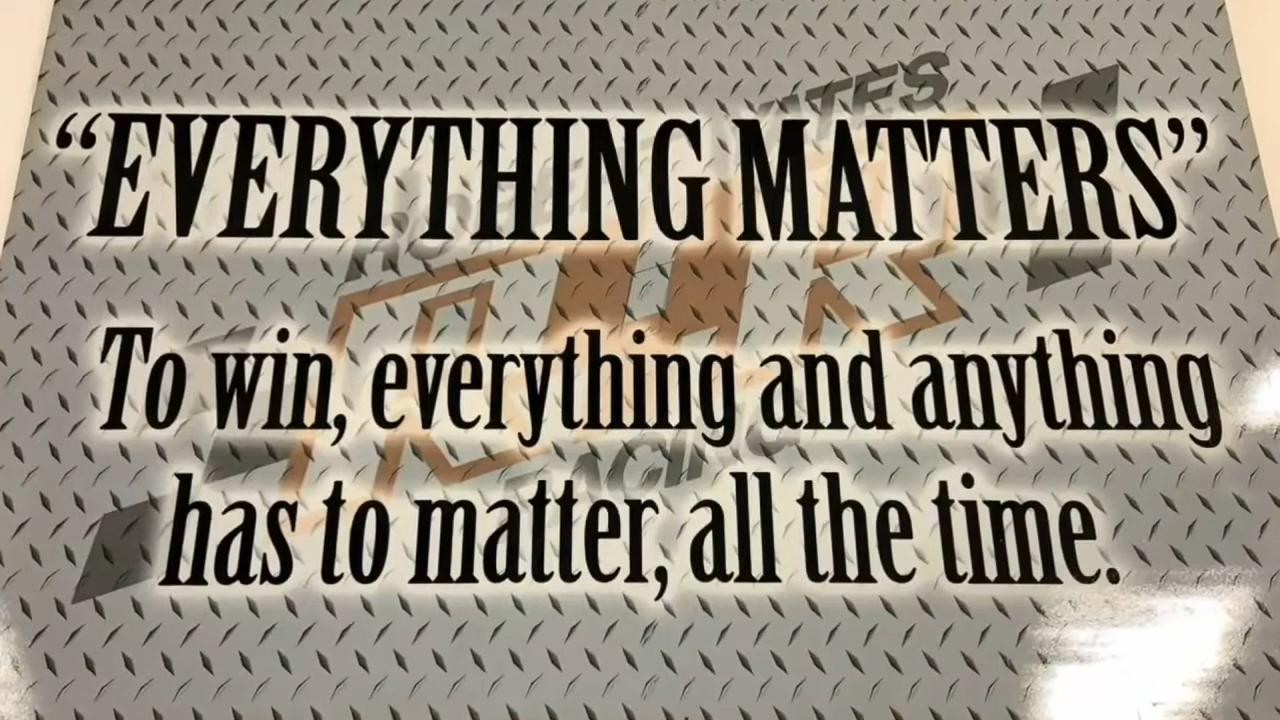 “EVERYTHING MATTERS”
To win, everything and anything
has to matter, all the time.